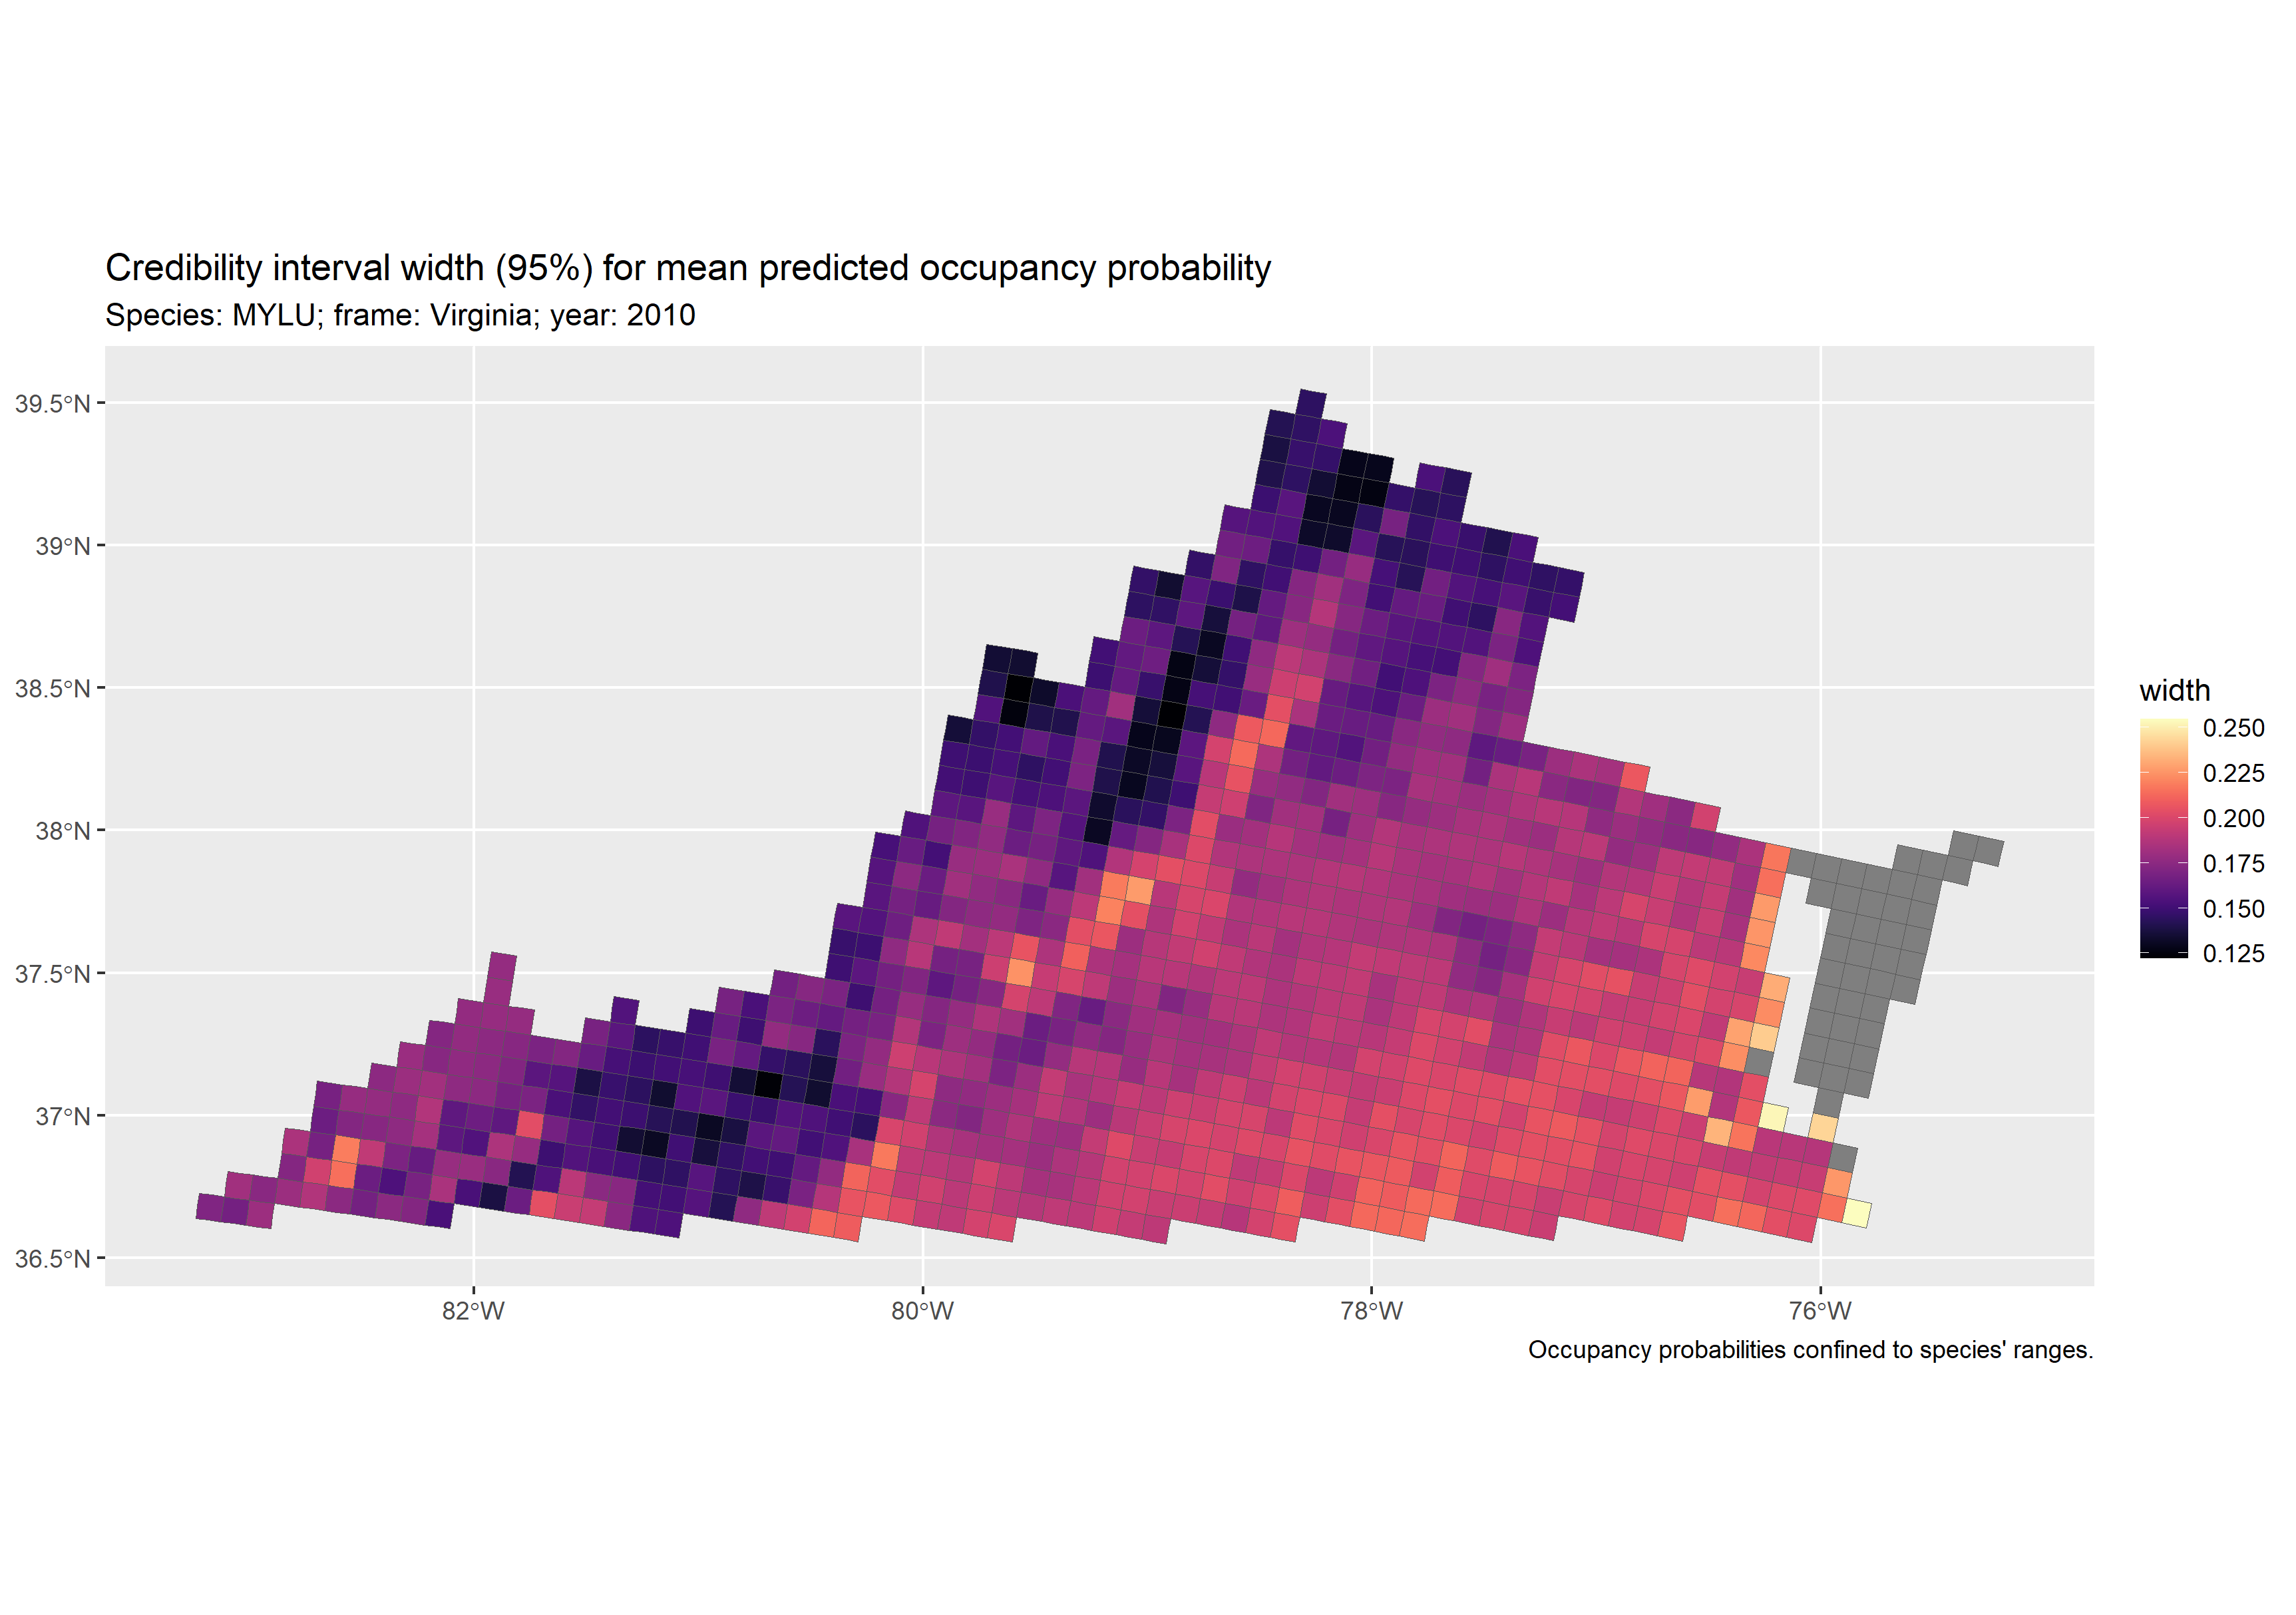 Credibility interval width (95%) for mean predicted occupancy probability
Species: MYLU; frame: Virginia; year: 2010
39.5°N
39°N
38.5°N
38°N
37.5°N
37°N
36.5°N
82°W
80°W
78°W
76°W
width
0.250
0.225
0.200
0.175
0.150
0.125
Occupancy probabilities confined to species' ranges.